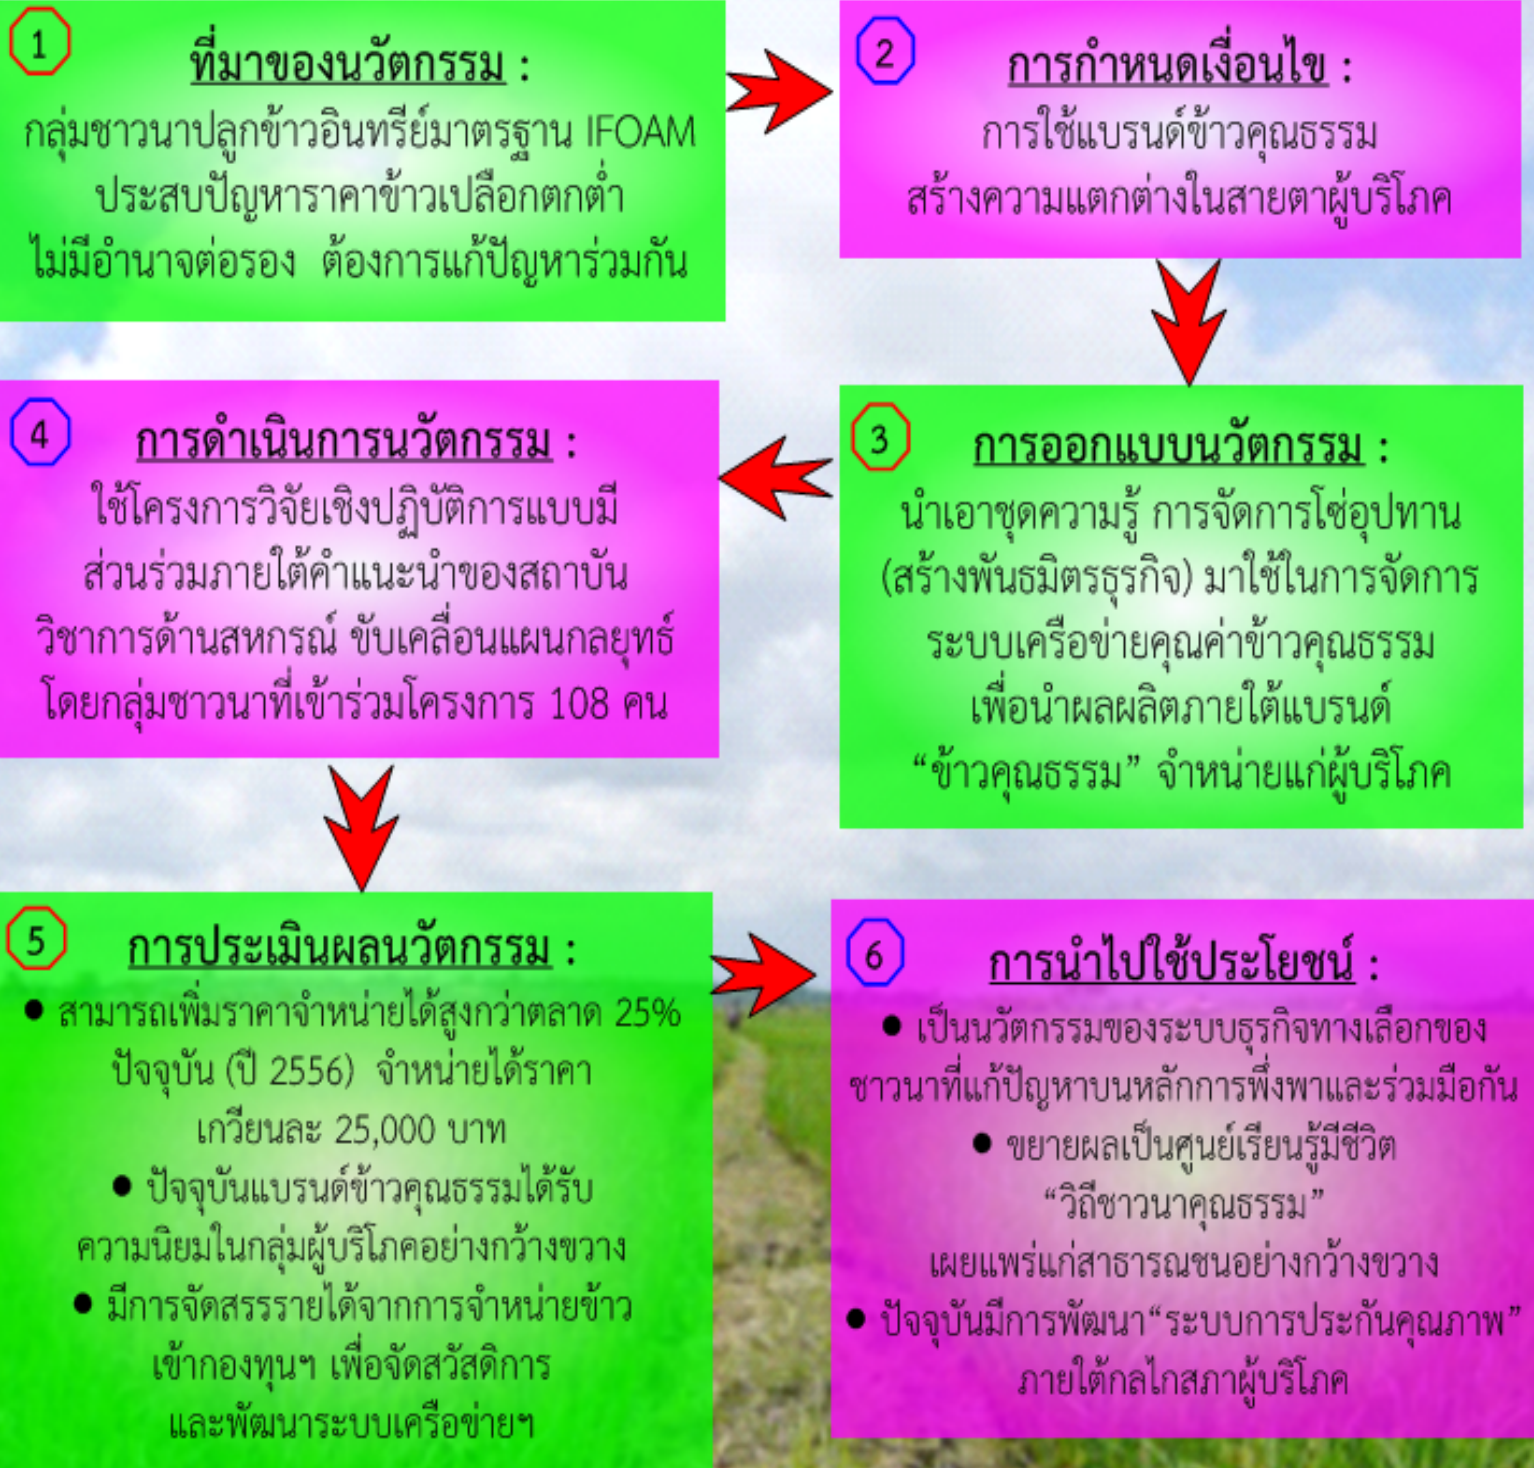 1
ที่มาของนวัตกรรม :
กลุ่มชาวนาปลูกข้าวอินทรีย์มาตรฐาน IFOAM
ประสบปัญหาราคาข้าวเปลือกตกต่ำ
ไม่มีอำนาจต่อรอง ต้องการแก้ปัญหาร่วมกัน
2
การกำหนดเงื่อนไข :
การใช้แบรนด์ข้าวคุณธรรม
สร้างความแตกต่างในสายตาผู้บริโภค
3
การออกแบบนวัตกรรม :
นำเอาชุดความรู้ การจัดการโซ่อุปทาน
(สร้างพันธมิตรธุรกิจ) มาใช้ในการจัดการ
ระบบเครือข่ายคุณค่าข้าวคุณธรรม
เพื่อนำผลผลิตภายใต้แบรนด์
“ข้าวคุณธรรม” จำหน่ายแก่ผู้บริโภค
4
การดำเนินการนวัตกรรม :
ใช้โครงการวิจัยเชิงปฏิบัติการแบบมี
ส่วนร่วมภายใต้คำแนะนำของสถาบัน
วิชาการด้านสหกรณ์ ขับเคลื่อนแผนกลยุทธ์
โดยกลุ่มชาวนาที่เข้าร่วมโครงการ 108 คน
5
การประเมินผลนวัตกรรม :
● สามารถเพิ่มราคาจำหน่ายได้สูงกว่าตลาด 25%
ปัจจุบัน (ปี 2556) จำหน่ายได้ราคา
เกวียนละ 25,000 บาท
● ปัจจุบันแบรนด์ข้าวคุณธรรมได้รับ
ความนิยมในกลุ่มผู้บริโภคอย่างกว้างขวาง
● มีการจัดสรรรายได้จากการจำหน่ายข้าว
เข้ากองทุนฯ เพื่อจัดสวัสดิการ
และพัฒนาระบบเครือข่ายฯ
6
การนำไปใช้ประโยชน์ :
● เป็นนวัตกรรมของระบบธุรกิจทางเลือกของ
ชาวนาที่แก้ปัญหาบนหลักการพึ่งพาและร่วมมือกัน
● ขยายผลเป็นศูนย์เรียนรู้มีชีวิต
“วิถีชาวนาคุณธรรม”
เผยแพร่แก่สาธารณชนอย่างกว้างขวาง
● ปัจจุบันมีการพัฒนา“ระบบการประกันคุณภาพ”
ภายใต้กลไกสภาผู้บริโภค